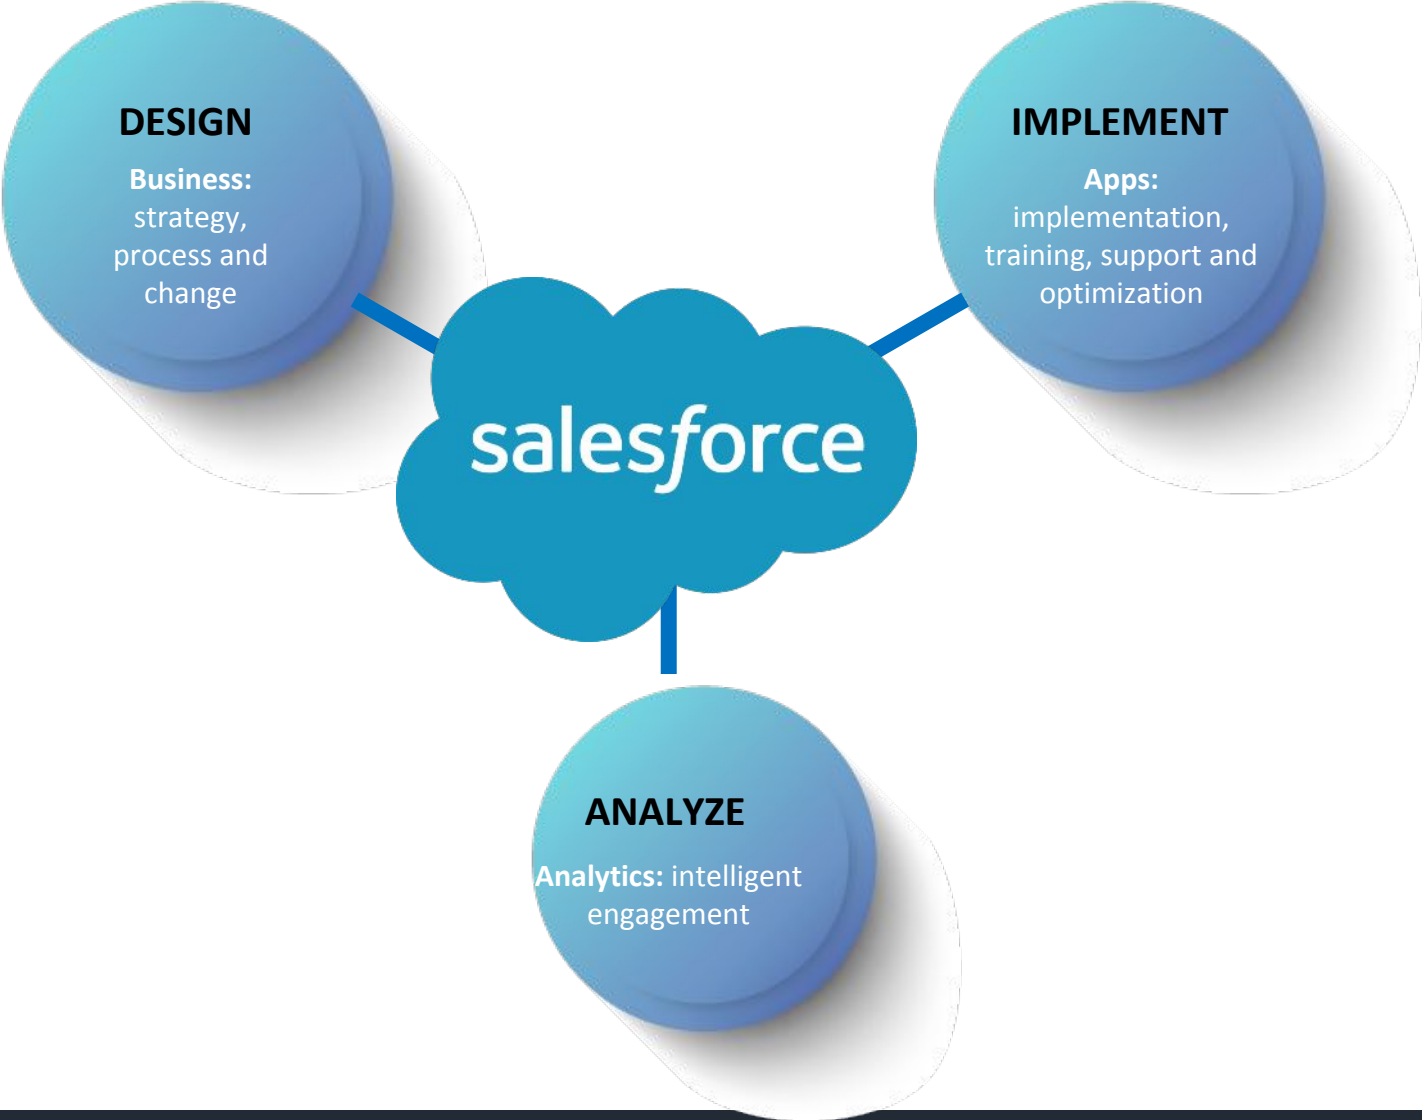 DESIGN
Business:
strategy,
process and
change
IMPLEMENT
Apps:
implementation,
training, support and
optimization
salesforce
ANALYZE
Analytics: intelligent
engagement